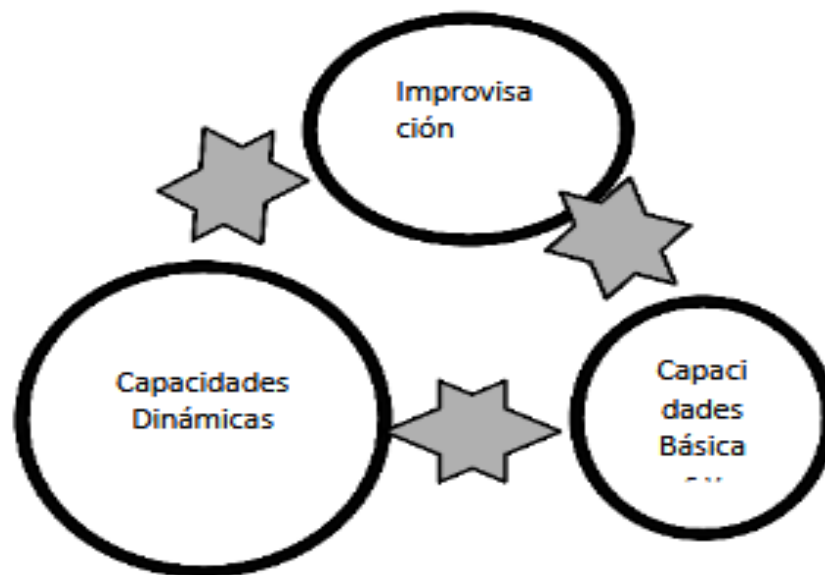 Improvisa
ción
Capacidades
Dinámicas
Capaci
dades
Básica